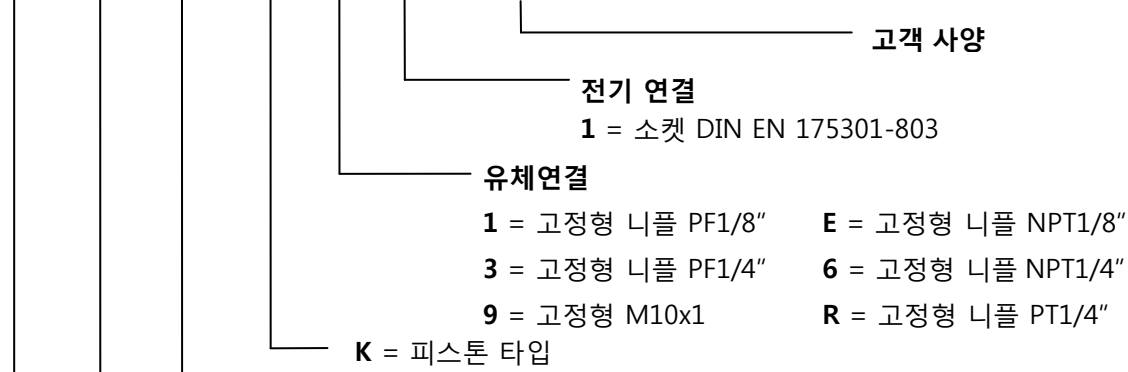 고객 사양
전기 연결
1 = 소켓 DIN EN 175301-803
유체연결
1 = 고정형 니플 PF1/8" E = 고정형 니플 NPT1/8"
3 = 고정형 니플 PF1/4" 6 = 고정형 니플 NPT1/4"
9 = 고정형 M10x1 R = 고정형 니플 PT1/4"
K = 피스톤 타입